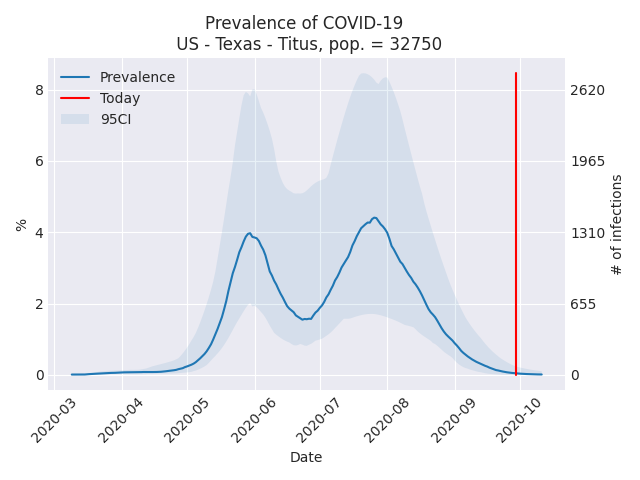 Prevalence of COVID-19
US - Texas - Titus, pop. = 32750
Prevalence
Today
95CI
8
6
4
2
0
%
2620
1965
1310
655
0
# of infections
2020-03
2020-04
2020-05
2020-06
2020-07
2020-08
2020-09
2020-10
Date